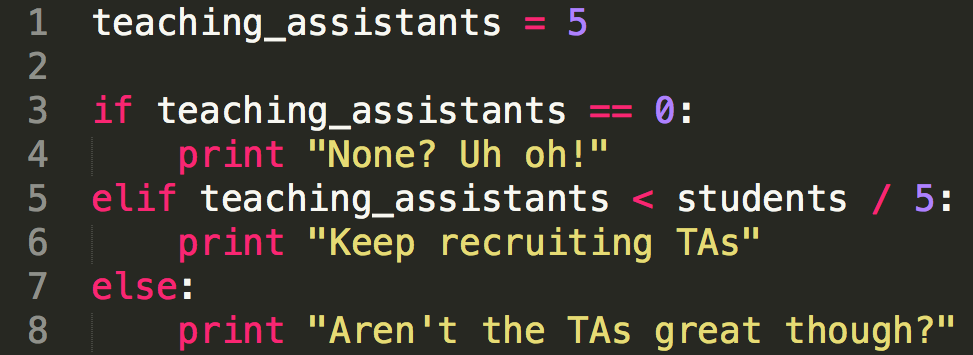 1 teaching_assistants = 5
2
3 if teaching_assistants == 0:
4     print "None? Uh oh!"
5 elif teaching_assistants < students / 5:
6     print "Keep recruiting TAs"
7 else:
8     print "Aren't the TAs great though?"